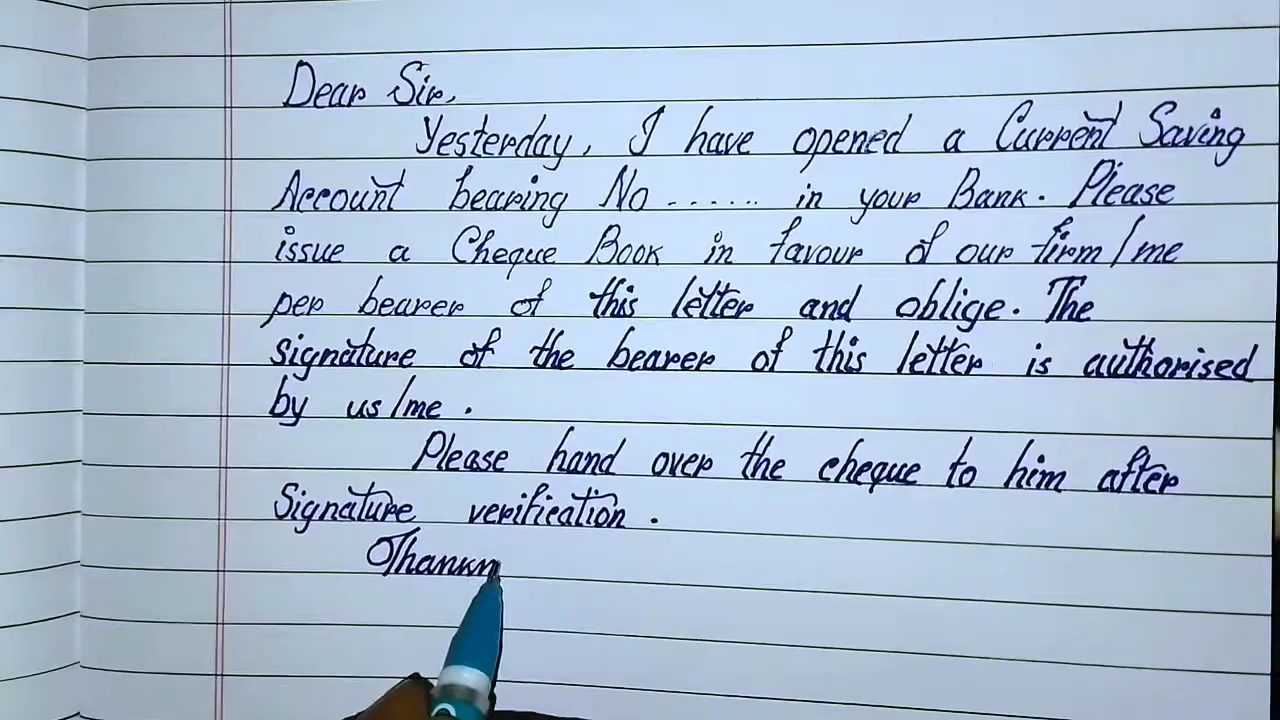 Dear Sir,
Yesterday, I have opened a Current Saving
Account bearing No ...... in your Bank. Please
issue a Cheque Book in favour of our firm/me
per bearer of this letter and oblige. The
signature of the bearer of this letter is authorised
by us/me.
Please hand over the cheque to him after
Signature verification.
Thankn